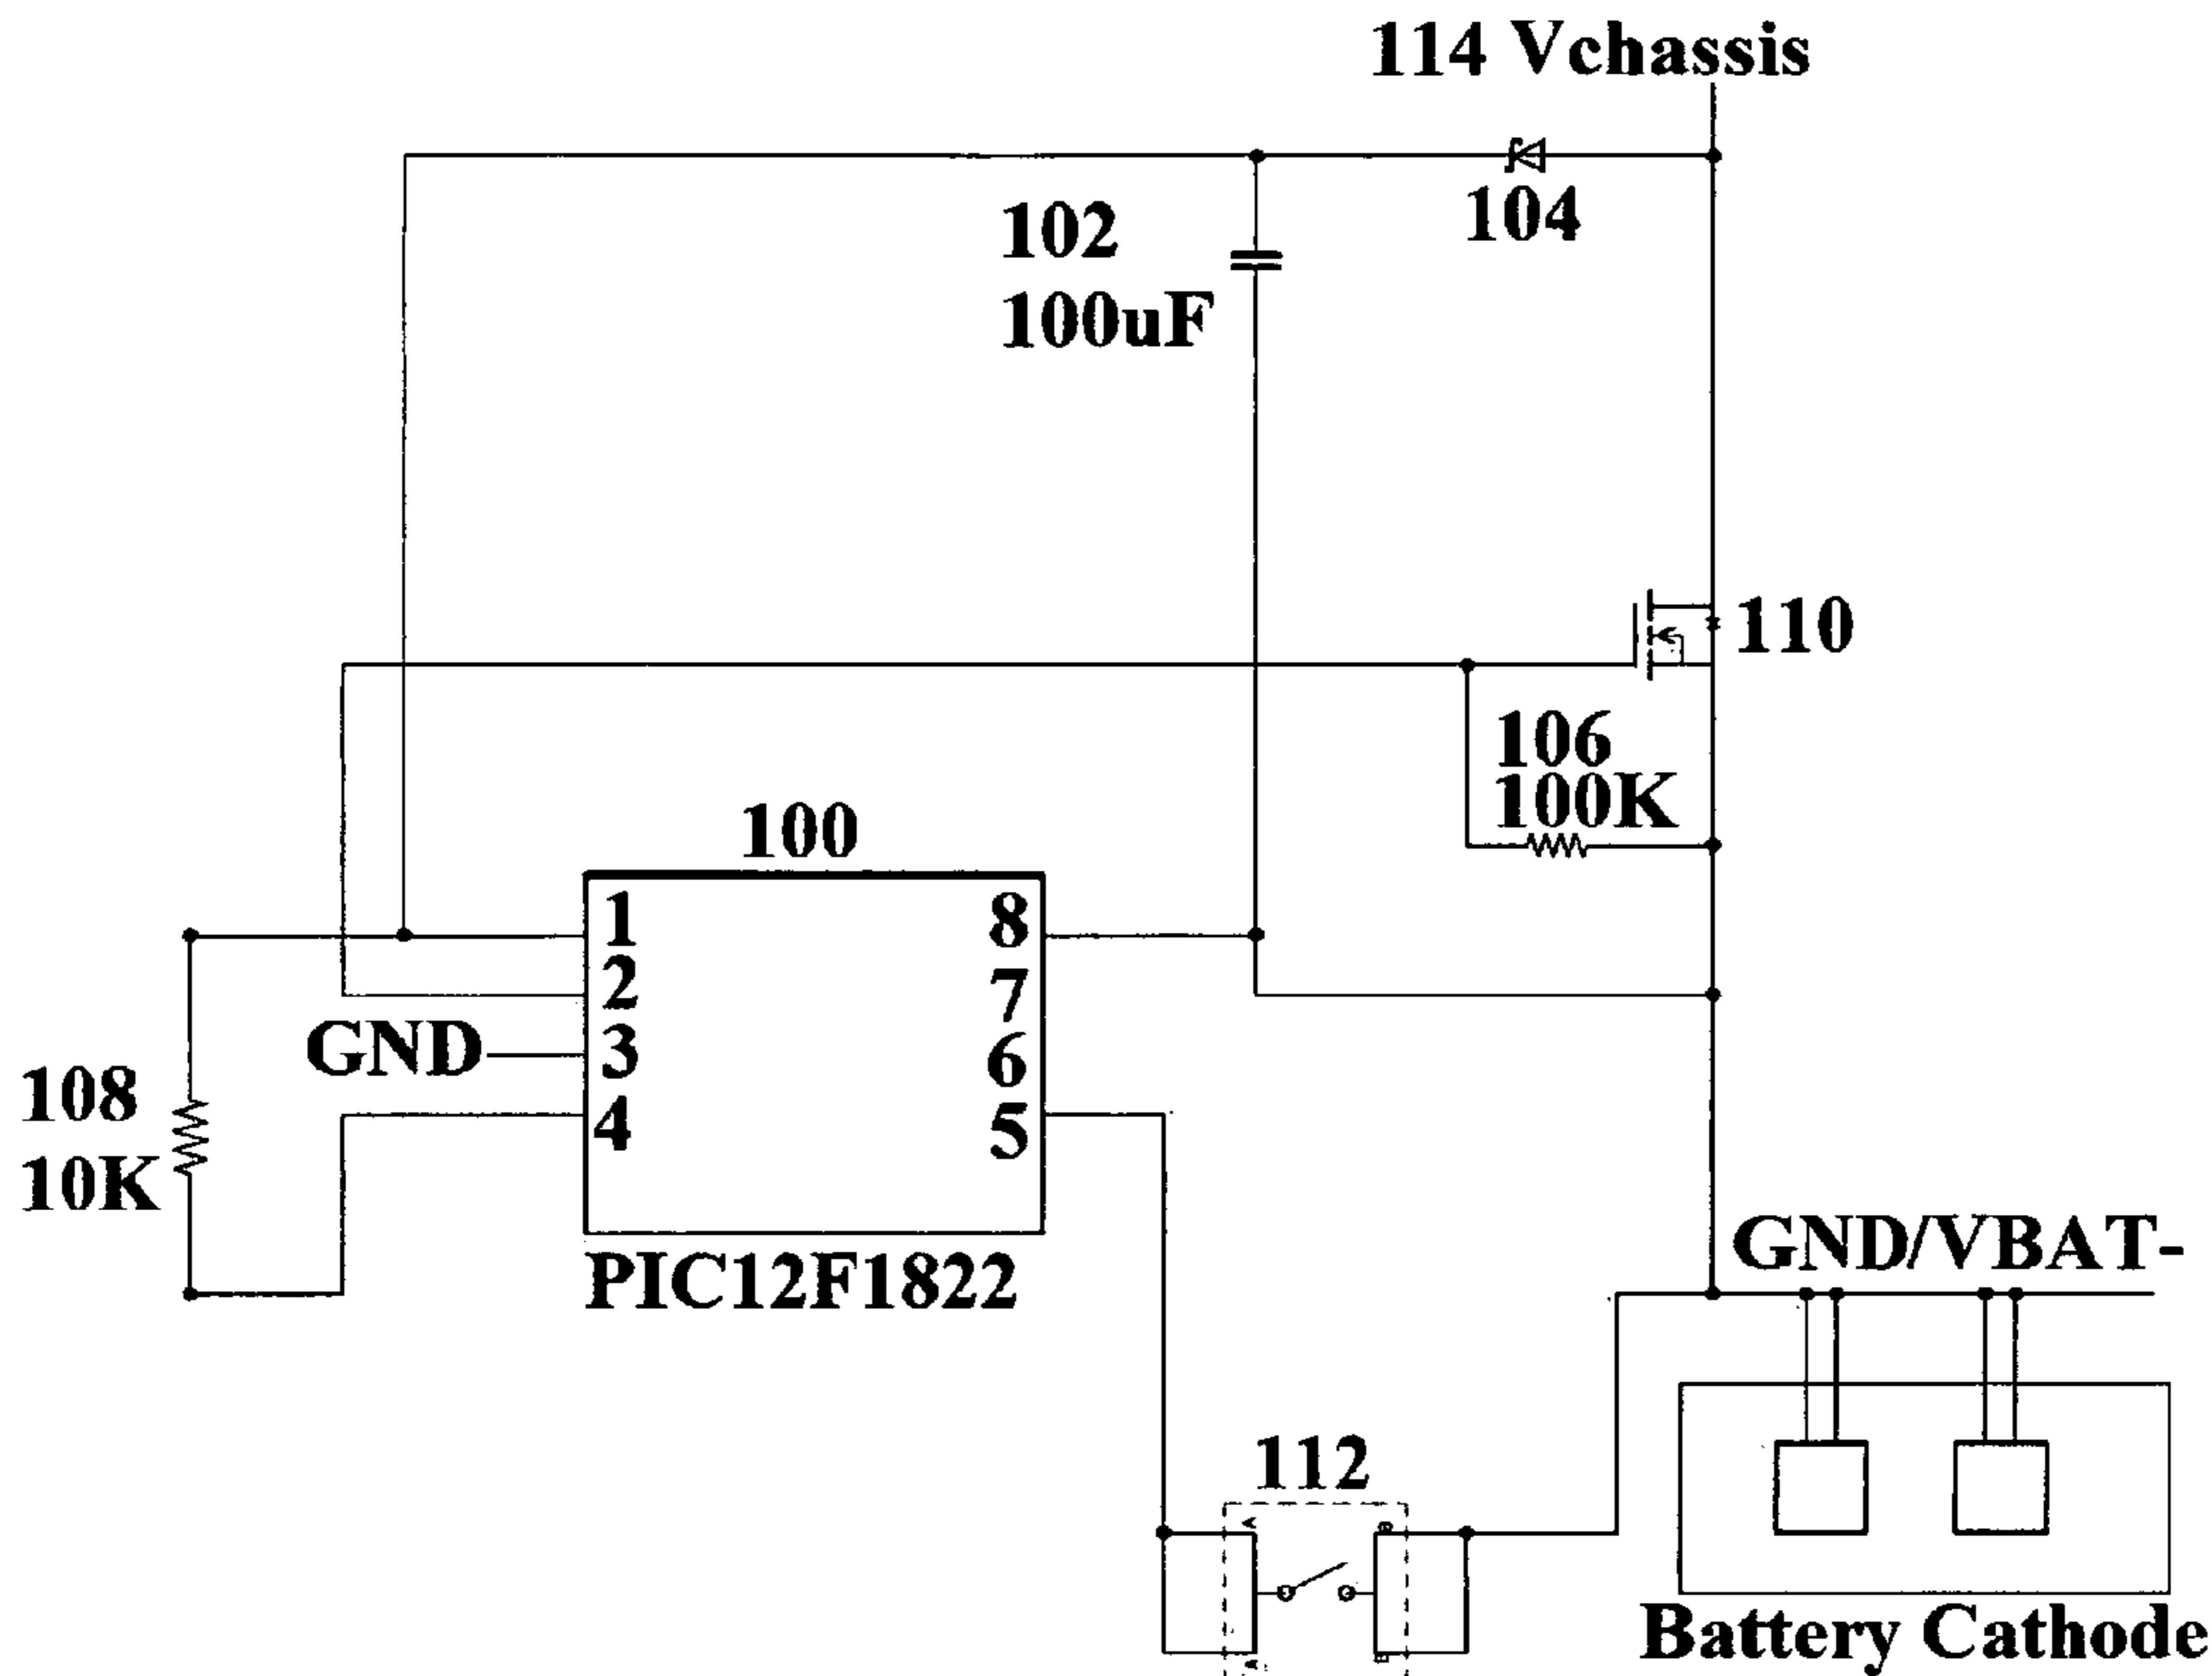 114 Vchassis
104
102
100uF
110
106
100K
100
1
8
2
7
GND
3
6
108
4
5
10K
PIC12F1822
GND/VBAT-
112
A
B
A
Battery Cathode